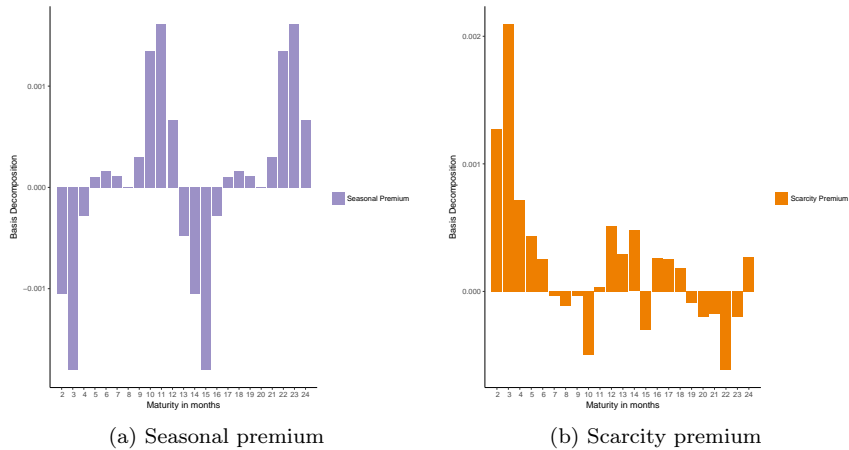 0.001
0.000
−0.001
Basis Decomposition
2 3 4 5 6 7 8 9 10 11 12 13 14 15 16 17 18 19 20 21 22 23 24
Maturity in months
Seasonal Premium
(a) Seasonal premium
0.002
0.001
0.000
Basis Decomposition
2 3 4 5 6 7 8 9 10 11 12 13 14 15 16 17 18 19 20 21 22 23 24
Maturity in months
Scarcity Premium
(b) Scarcity premium